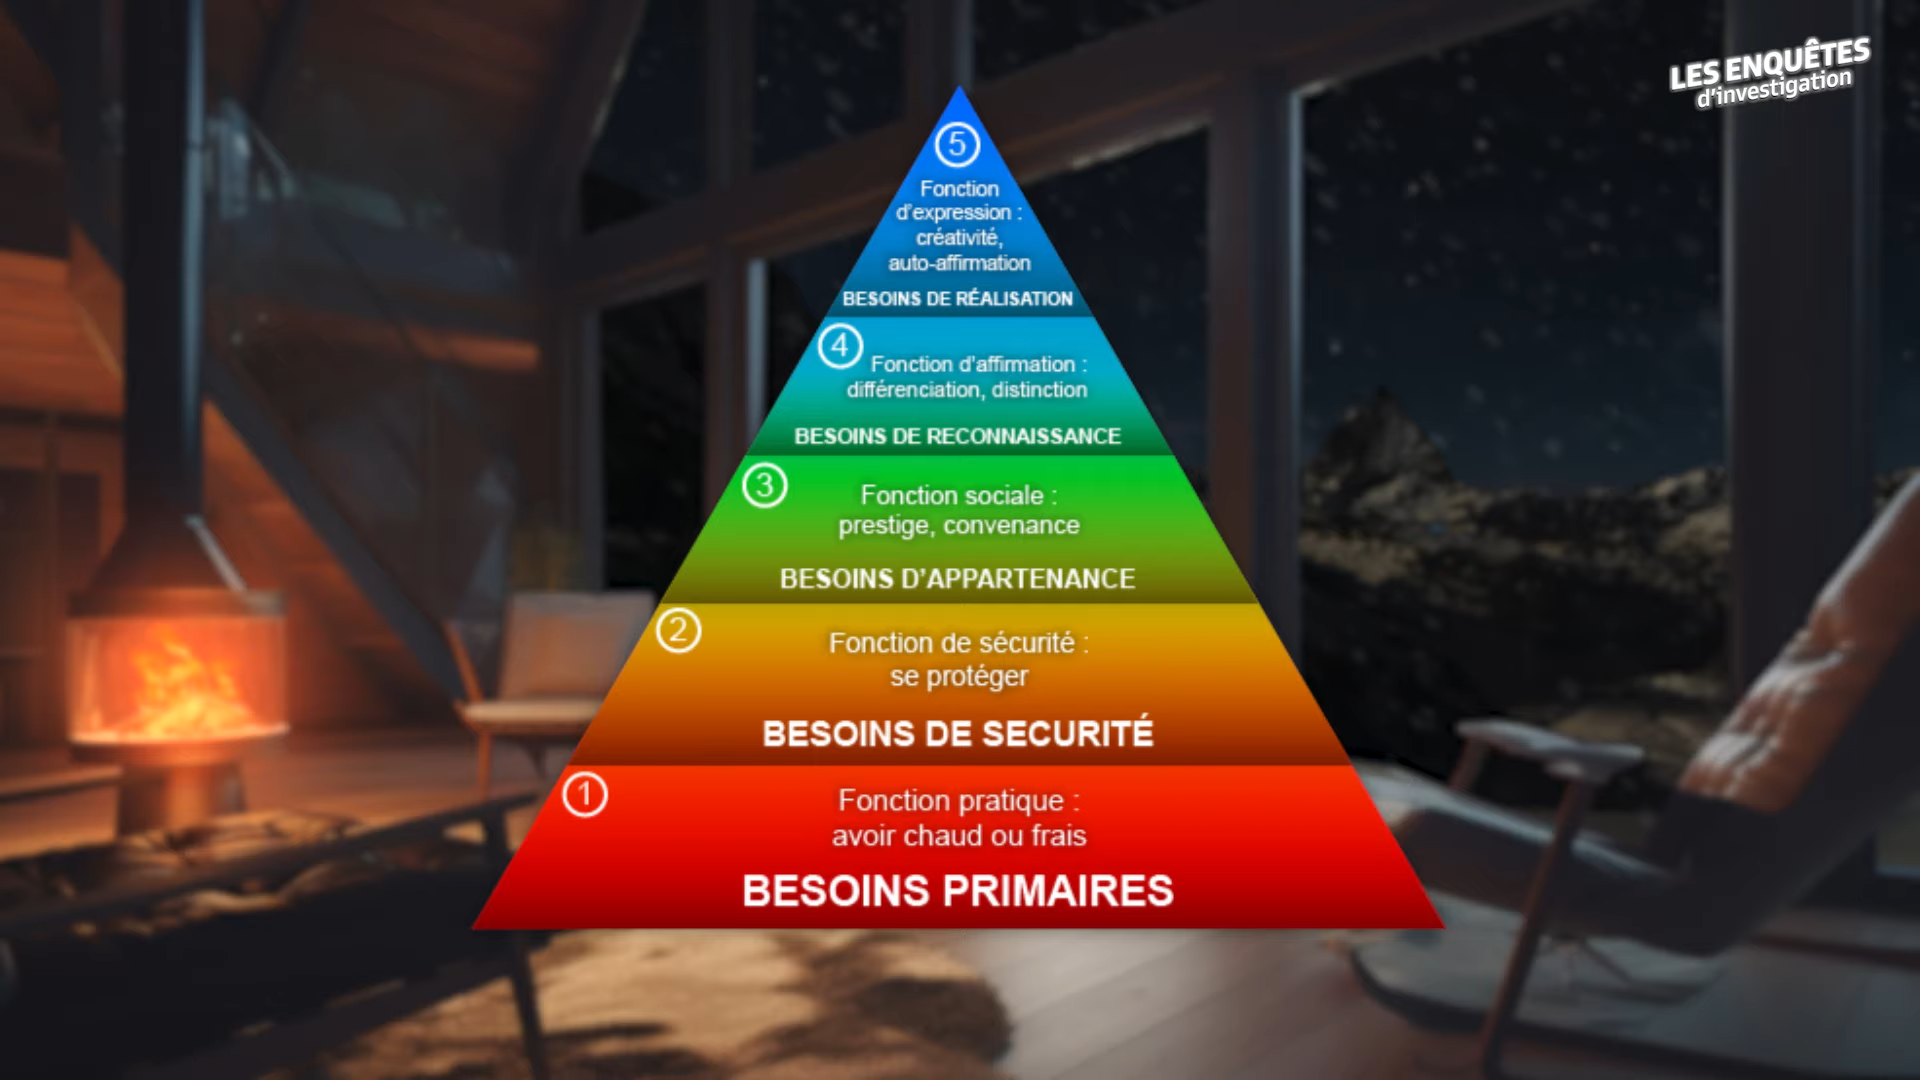 LES ENQUÊTES
d'investigation
5
Fonction
d'expression :
créativité,
auto-affirmation
BESOINS DE RÉALISATION
4
Fonction d'affirmation :
différenciation, distinction
BESOINS DE RECONNAISSANCE
3
Fonction sociale :
prestige, convenance
BESOINS D'APPARTENANCE
2
Fonction de sécurité :
se protéger
BESOINS DE SECURITÉ
1
Fonction pratique :
avoir chaud ou frais
BESOINS PRIMAIRES